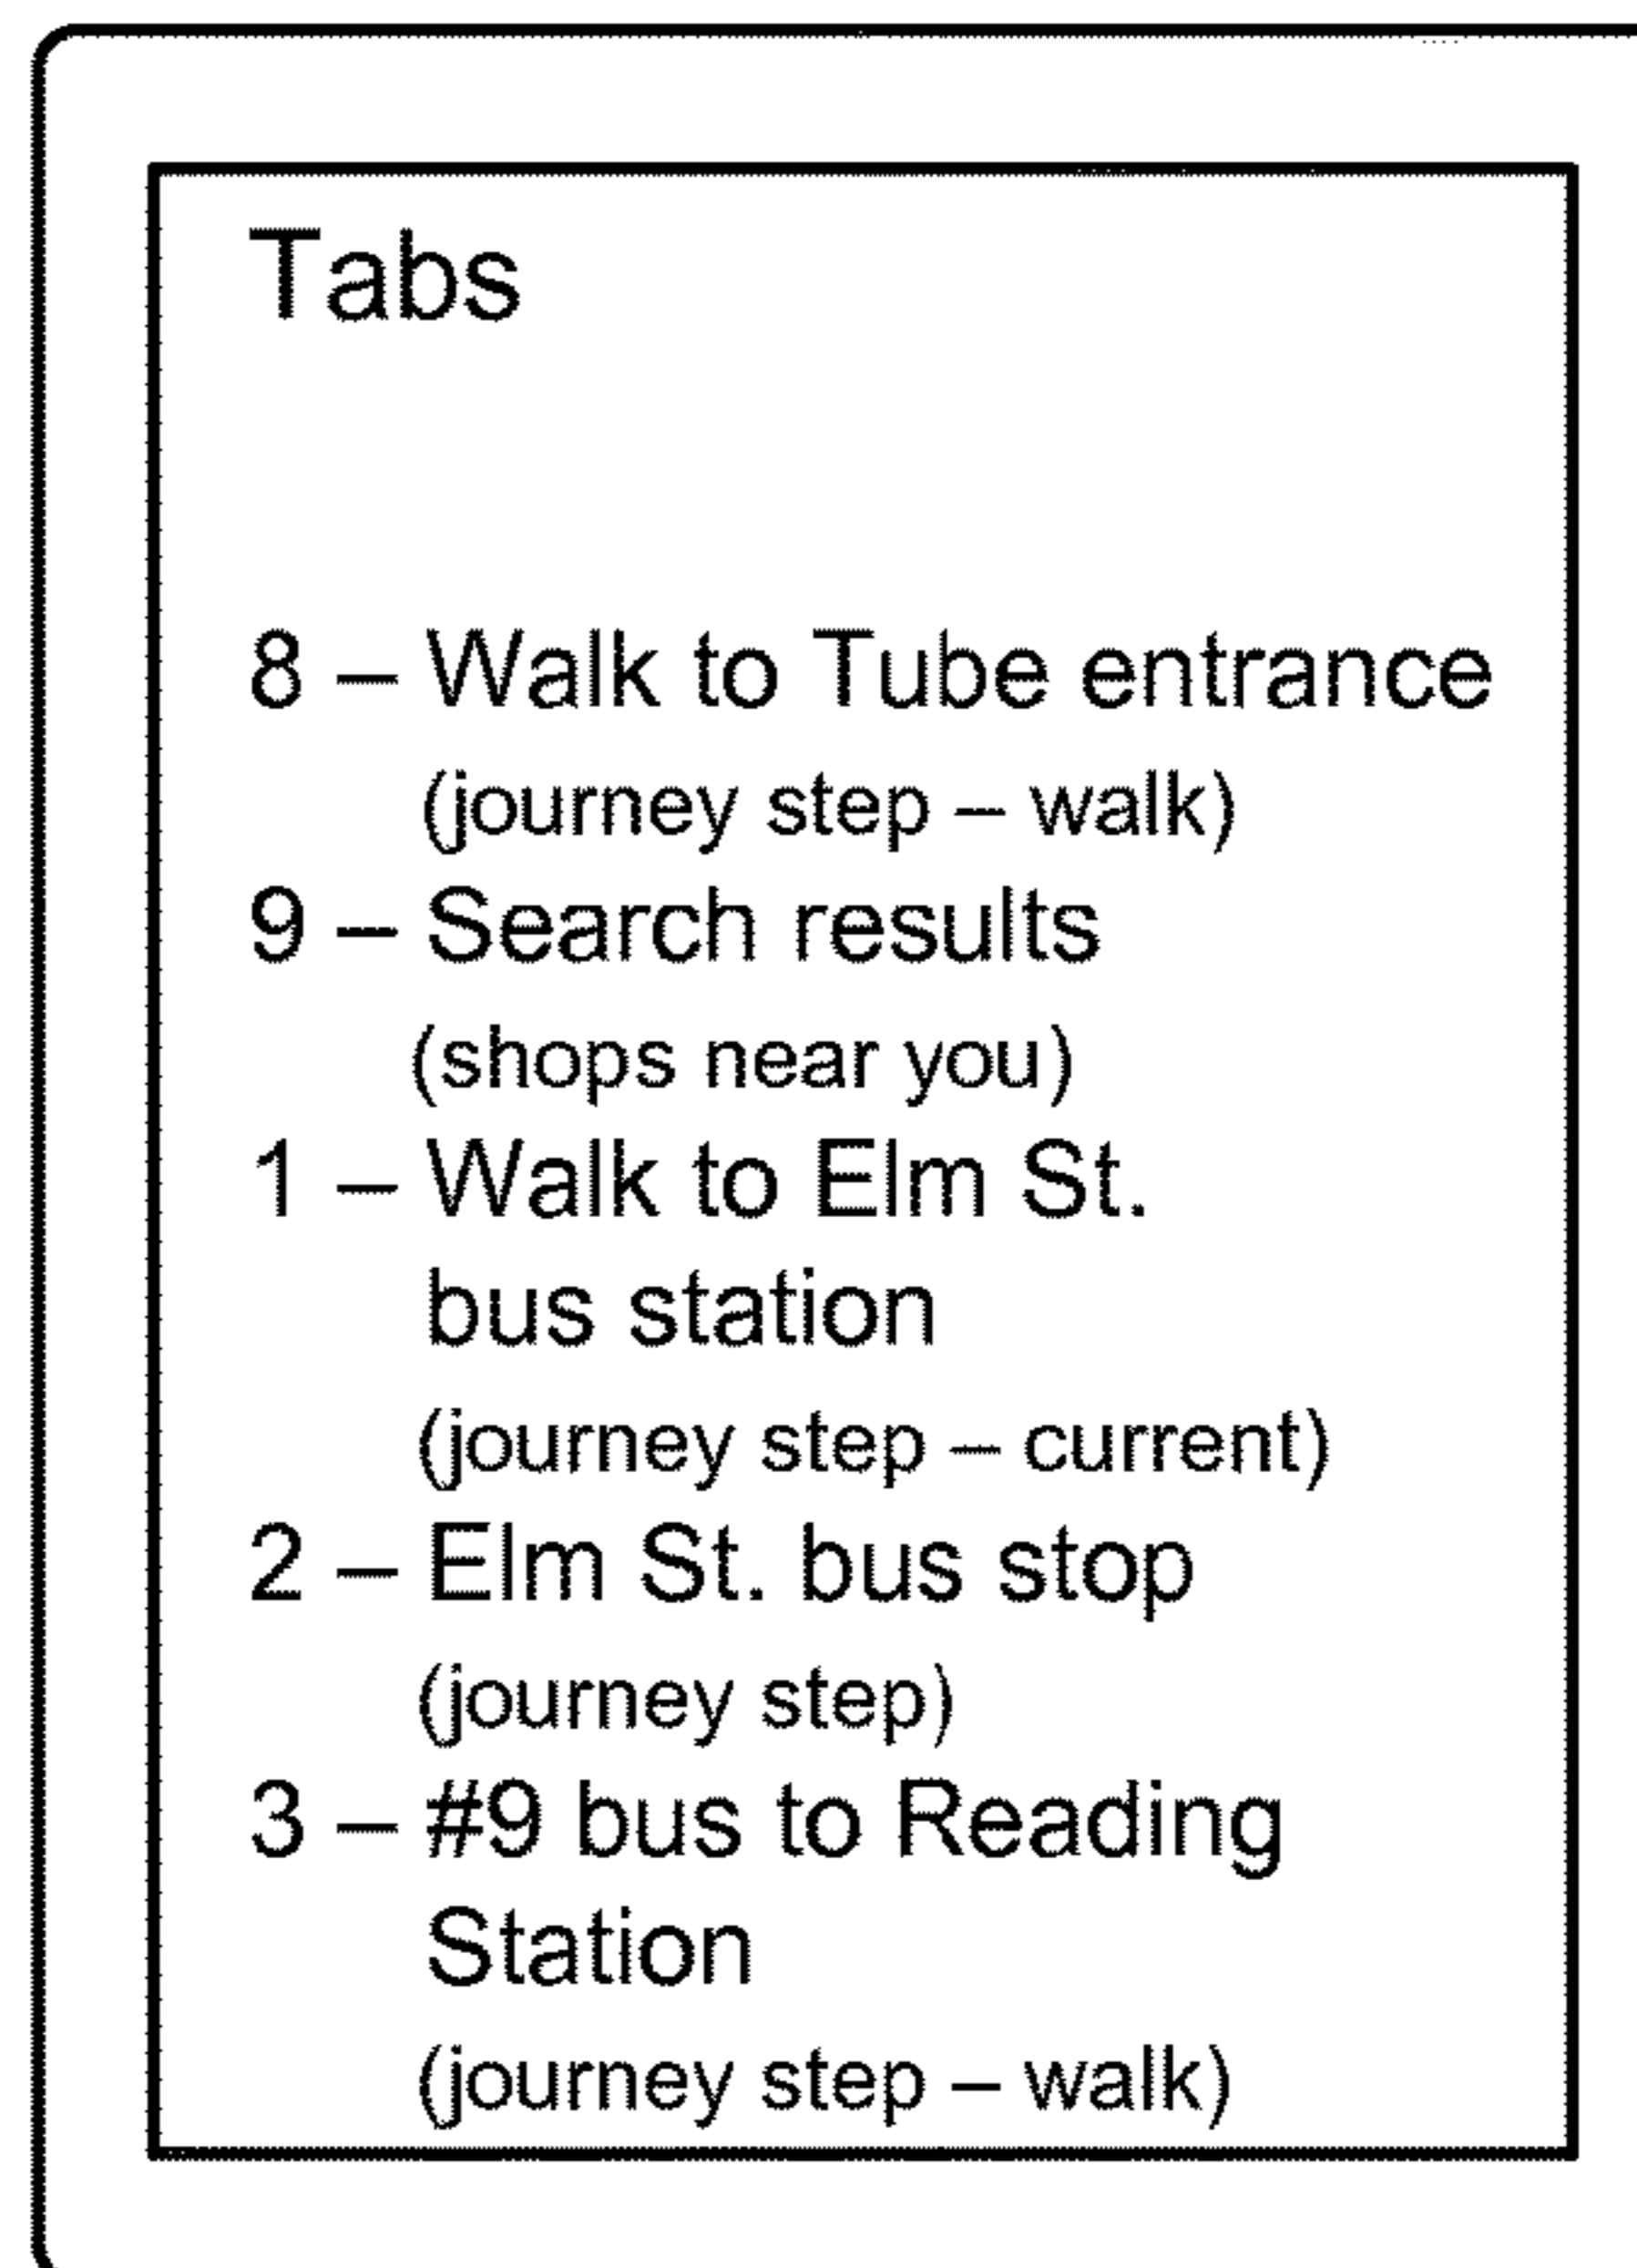 Tabs
8 – Walk to Tube entrance
(journey step – walk)
9 – Search results
(shops near you)
1 – Walk to Elm St.
bus station
(journey step – current)
2 – Elm St. bus stop
(journey step)
3 – #9 bus to Reading
Station
(journey step – walk)